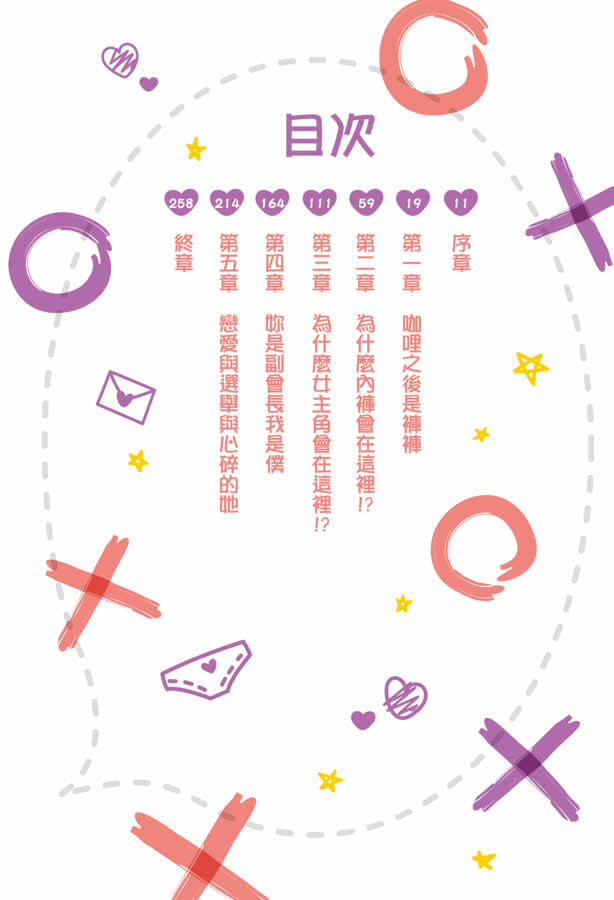 目次
11 序章
19 第一章 咖哩之後是褲褲
59 第二章 為什麼內褲會在這裡!?
111 第三章 為什麼女主角會在這裡!?
164 第四章 妳是副會長我是僕
214 第五章 戀愛與選舉與心碎的她
258 終章